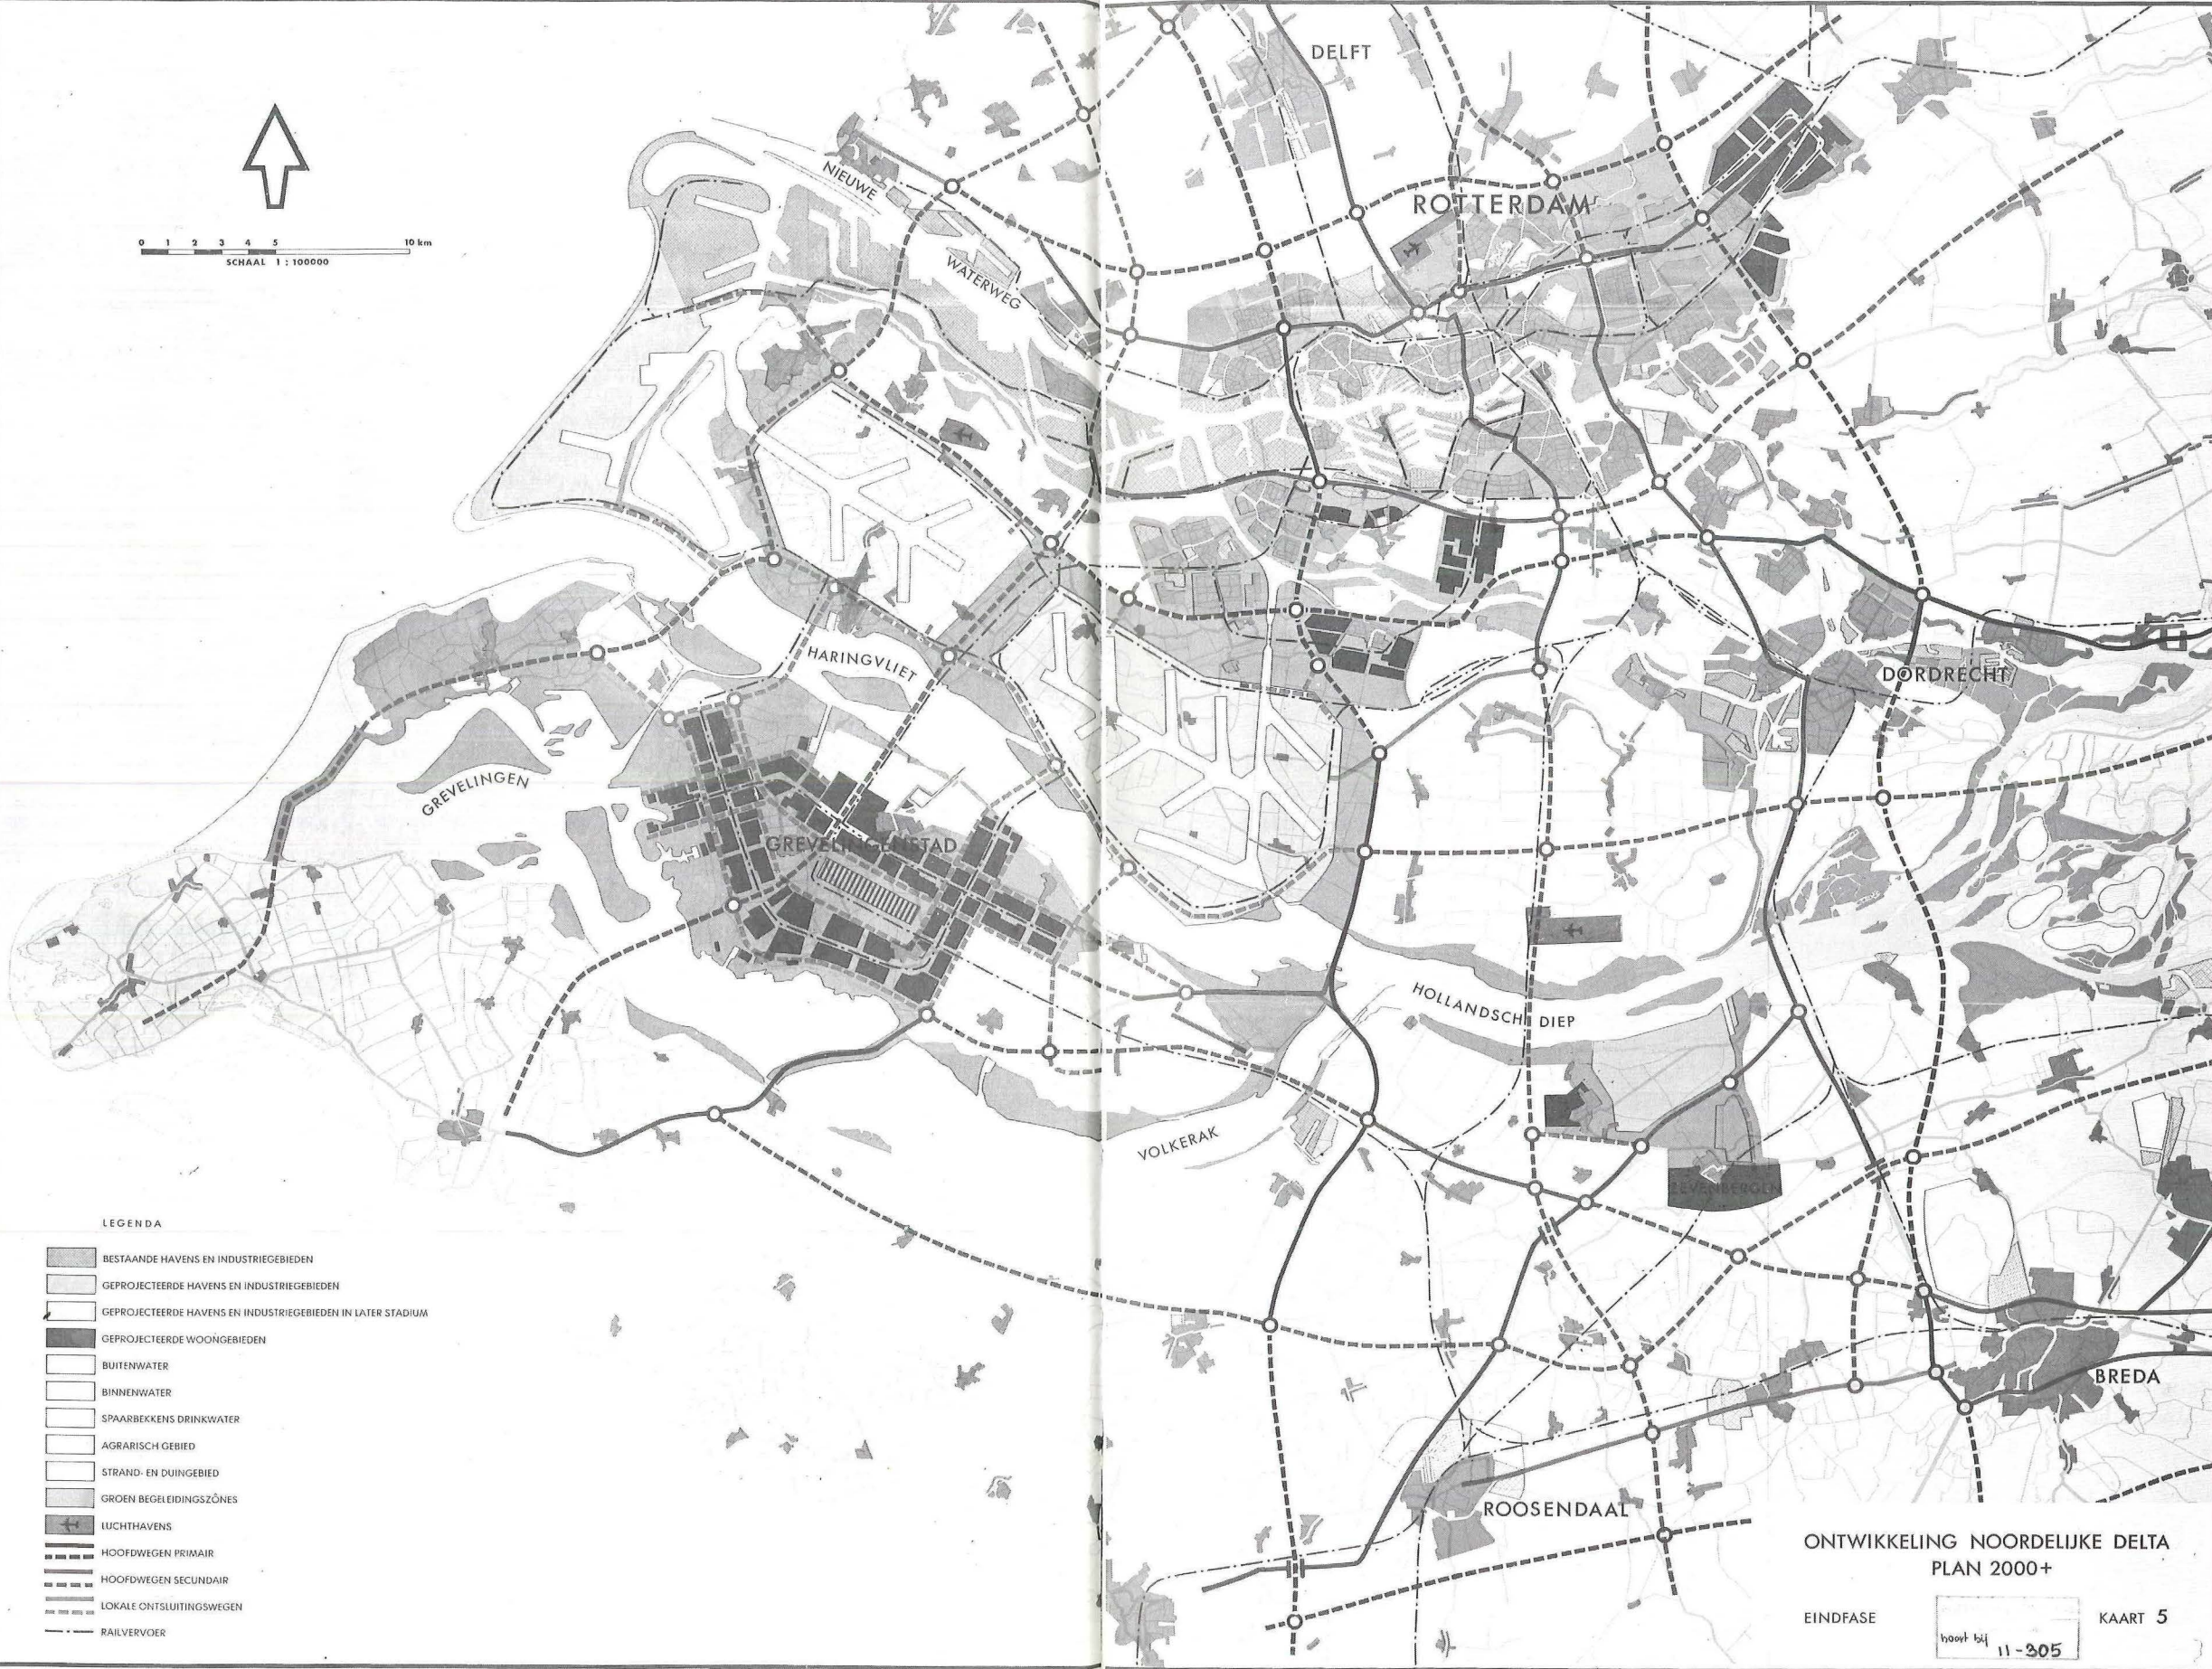 DELFT
NIEUWE
WATERWEG
ROTTERDAM
0 1 2 3 4 5 10 km
SCHAAL 1 : 100000
HARINGVLIET
DORDRECHT
GREVELINGEN
GREVELINGENSTAD
HOLLANDSCH DIEP
VOLKERAK
ZEVENBERGEN
BREDA
ROOSENDAAL
LEGENDA
BESTAANDE HAVENS EN INDUSTRIEGEBIEDEN
GEPROJECTEERDE HAVENS EN INDUSTRIEGEBIEDEN
GEPROJECTEERDE HAVENS EN INDUSTRIEGEBIEDEN IN LATER STADIUM
GEPROJECTEERDE WOONGEBIEDEN
BUITENWATER
BINNENWATER
SPAARBEKKENS DRINKWATER
AGRARISCH GEBIED
STRAND- EN DUINGEBIED
GROEN BEGELEIDINGSZÔNES
LUCHTHAVENS
HOOFDWEGEN PRIMAIR
HOOFDWEGEN SECUNDAIR
LOKALE ONTSLUITINGSWEGEN
RAILVERVOER
ONTWIKKELING NOORDELIJKE DELTA
PLAN 2000+
EINDFASE
KAART 5
hoort bij
11-305